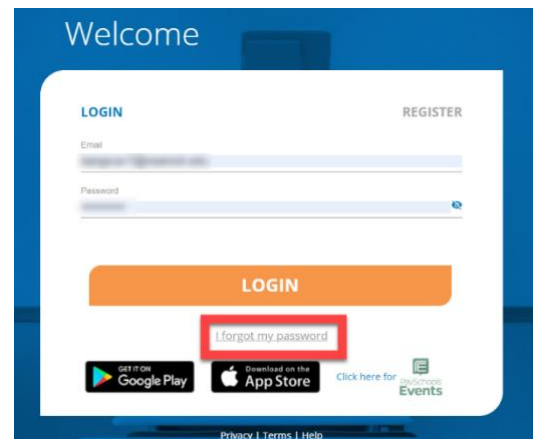 Welcome
LOGIN REGISTER
Email
Password
LOGIN
I forgot my password
GET IT ON
Google Play
Download on the
App Store
Click here for
PaySchools
Events
Privacy | Terms | Help